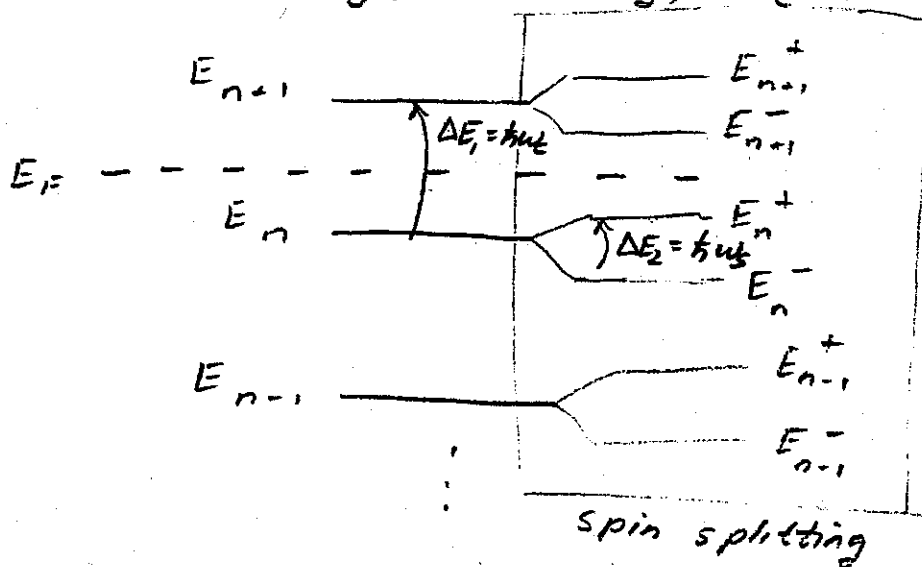 E_{n+1} E_{n+1}^+
ΔE_1 = ħω_c E_{n+1}^-
E_F
E_n E_n^+
ΔE_2 = ħω_s
E_n^-
E_{n-1} E_{n-1}^+
E_{n-1}^-
spin splitting